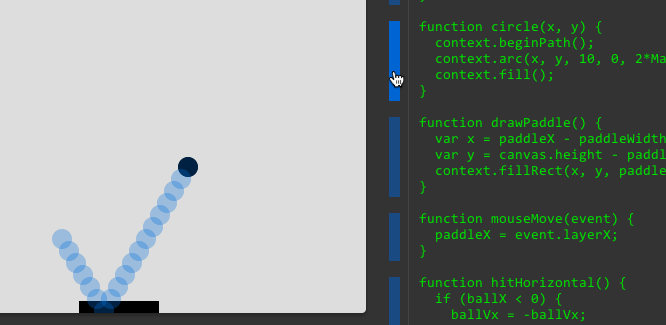 }
function circle(x, y) {
context.beginPath();
context.arc(x, y, 10, 0, 2*Ma
context.fill();
}
function drawPaddle() {
var x = paddleX - paddleWidth
var y = canvas.height - paddl
context.fillRect(x, y, paddle
}
function mouseMove(event) {
paddleX = event.layerX;
}
function hitHorizontal() {
if (ballX < 0) {
ballVx = -ballVx;